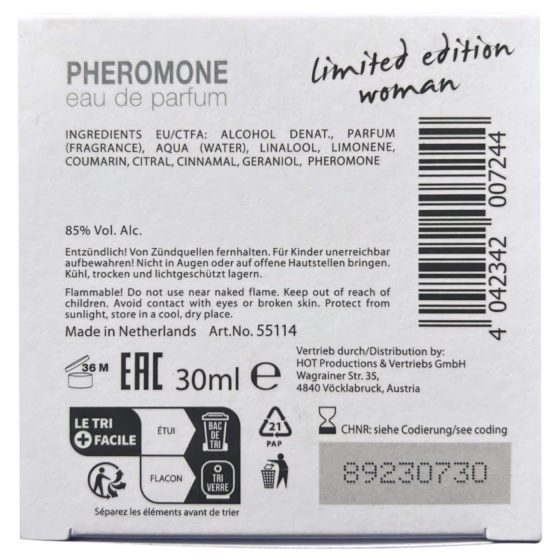 PHEROMONE
eau de parfum
limited edition
woman
INGREDIENTS EU/CTFA: ALCOHOL DENAT., PARFUM
(FRAGRANCE), AQUA (WATER), LINALOOL, LIMONENE,
COUMARIN, CITRAL, CINNAMAL, GERANIOL, PHEROMONE
85% Vol. Alc.
Entzündlich! Von Zündquellen fernhalten. Für Kinder unerreichbar
aufbewahren! Nicht in Augen oder auf offene Hautstellen bringen.
Kühl, trocken und lichtgeschützt lagern.
Flammable! Do not use near naked flame. Keep out of reach of
children. Avoid contact with eyes or broken skin. Protect from
sunlight, store in a cool, dry place.
Made in Netherlands Art.No. 55114
4 042342 007244
36 M
EAC 30ml e
Vertrieb durch/Distribution by:
HOT Productions & Vertriebs GmbH
Wagrainer Str. 35,
4840 Vöcklabruck, Austria
LE TRI
+ FACILE
ÉTUI
BAC
DE
TRI
FLACON
TRI
VERRE
Séparez les éléments avant de trier
21
PAP
CHNR: siehe Codierung/see coding
89230730